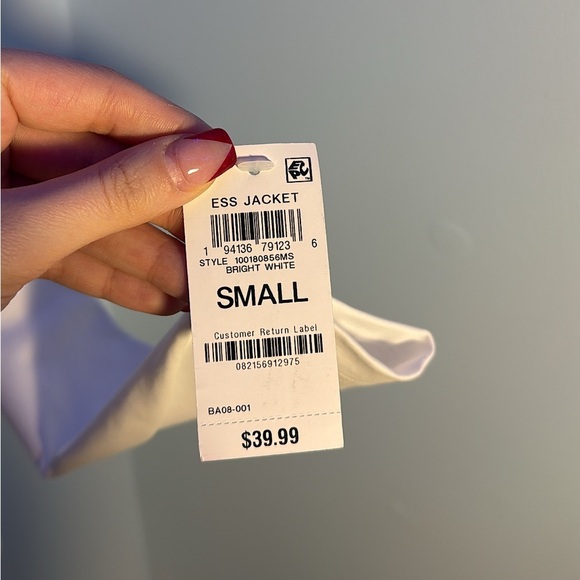 EPC
ESS JACKET
1 94136 79123 6
STYLE 100180856MS
BRIGHT WHITE
SMALL
Customer Return Label
082156912975
BA08-001
$39.99